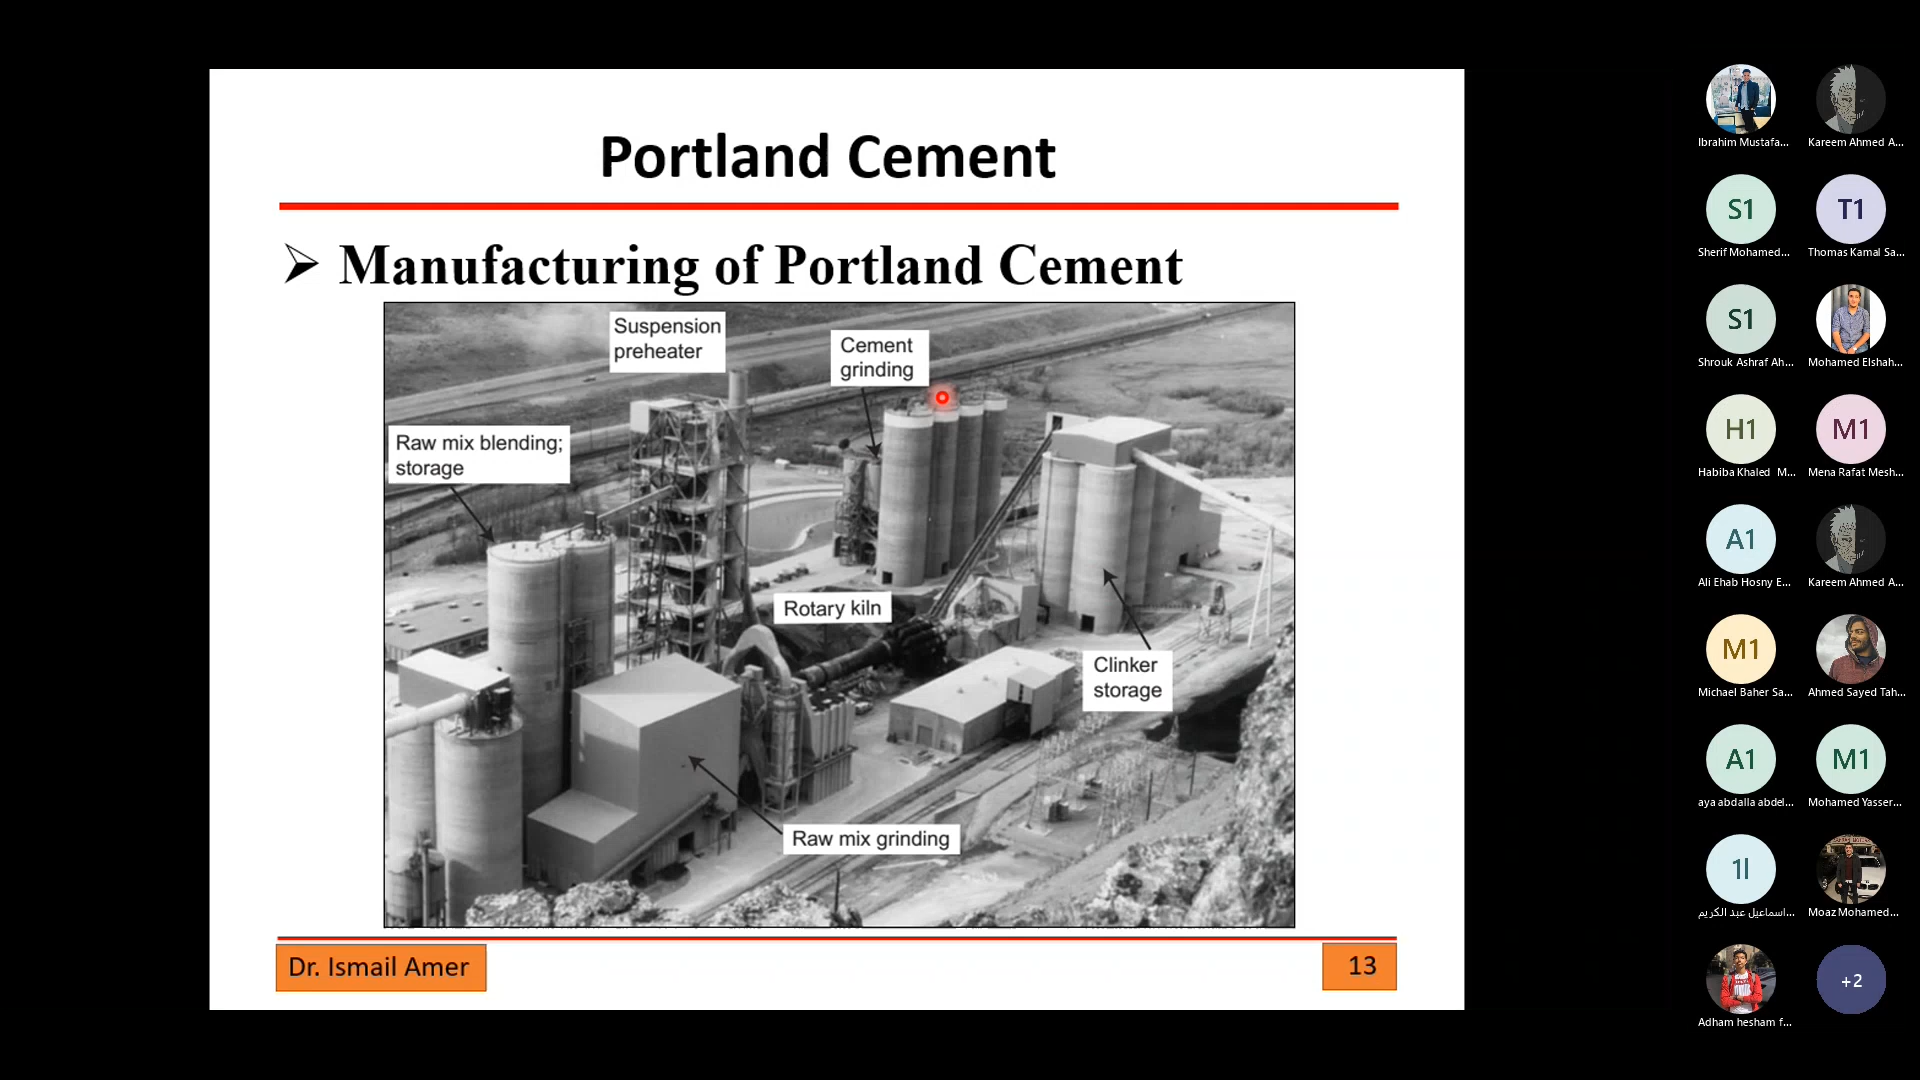 Portland Cement
➢ Manufacturing of Portland Cement
Suspension
preheater
Cement
grinding
Raw mix blending;
storage
Rotary kiln
Clinker
storage
Raw mix grinding
Dr. Ismail Amer
13
Ibrahim Mustafa...
Kareem Ahmed A...
S1
T1
Sherif Mohamed...
Thomas Kamal Sa...
S1
Shrouk Ashraf Ah...
Mohamed Elshah...
H1
M1
Habiba Khaled M...
Mena Rafat Mesh...
A1
Ali Ehab Hosny E...
Kareem Ahmed A...
M1
Michael Baher Sa...
Ahmed Sayed Tah...
A1
M1
aya abdalla abdel...
Mohamed Yasser...
1ا
اسماعيل عبد الكريم...
Moaz Mohamed...
+2
Adham hesham f...